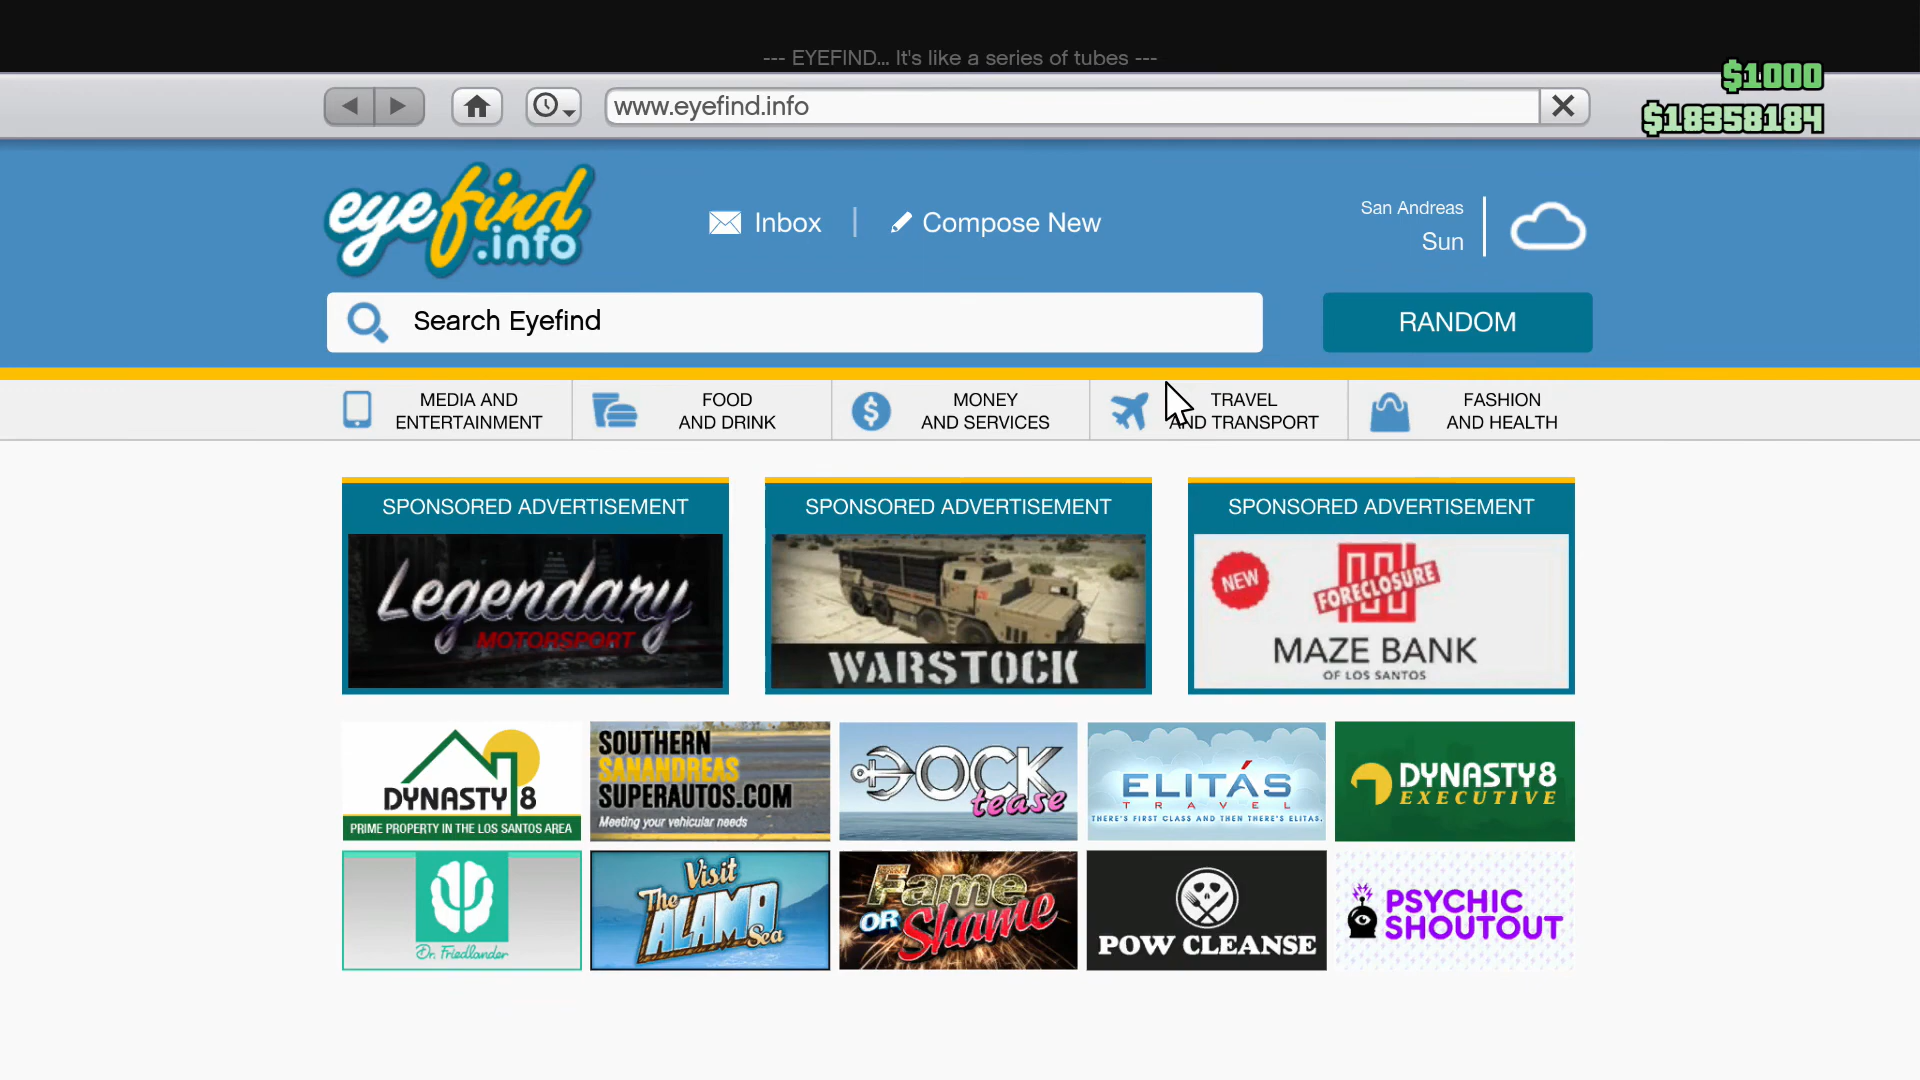 --- EYEFIND... It's like a series of tubes ---
$1000
www.eyefind.info
$18358184
eyefind
.info
Inbox
Compose New
San Andreas
Sun
Search Eyefind
RANDOM
MEDIA AND
ENTERTAINMENT
FOOD
AND DRINK
MONEY
AND SERVICES
TRAVEL
AND TRANSPORT
FASHION
AND HEALTH
SPONSORED ADVERTISEMENT
Legendary
MOTORSPORT
SPONSORED ADVERTISEMENT
WARSTOCK
SPONSORED ADVERTISEMENT
NEW
FORECLOSURE
MAZE BANK
OF LOS SANTOS
DYNASTY 8
PRIME PROPERTY IN THE LOS SANTOS AREA
SOUTHERN
SANANDREAS
SUPERAUTOS.COM
Meeting your vehicular needs
DOCK
tease
ELITÁS
TRAVEL
THERE'S FIRST CLASS AND THEN THERE'S ELITAS.
DYNASTY8
EXECUTIVE
Dr. Friedlander
Visit
The
ALAMO
Sea
Fame
OR Shame
POW CLEANSE
PSYCHIC
SHOUTOUT